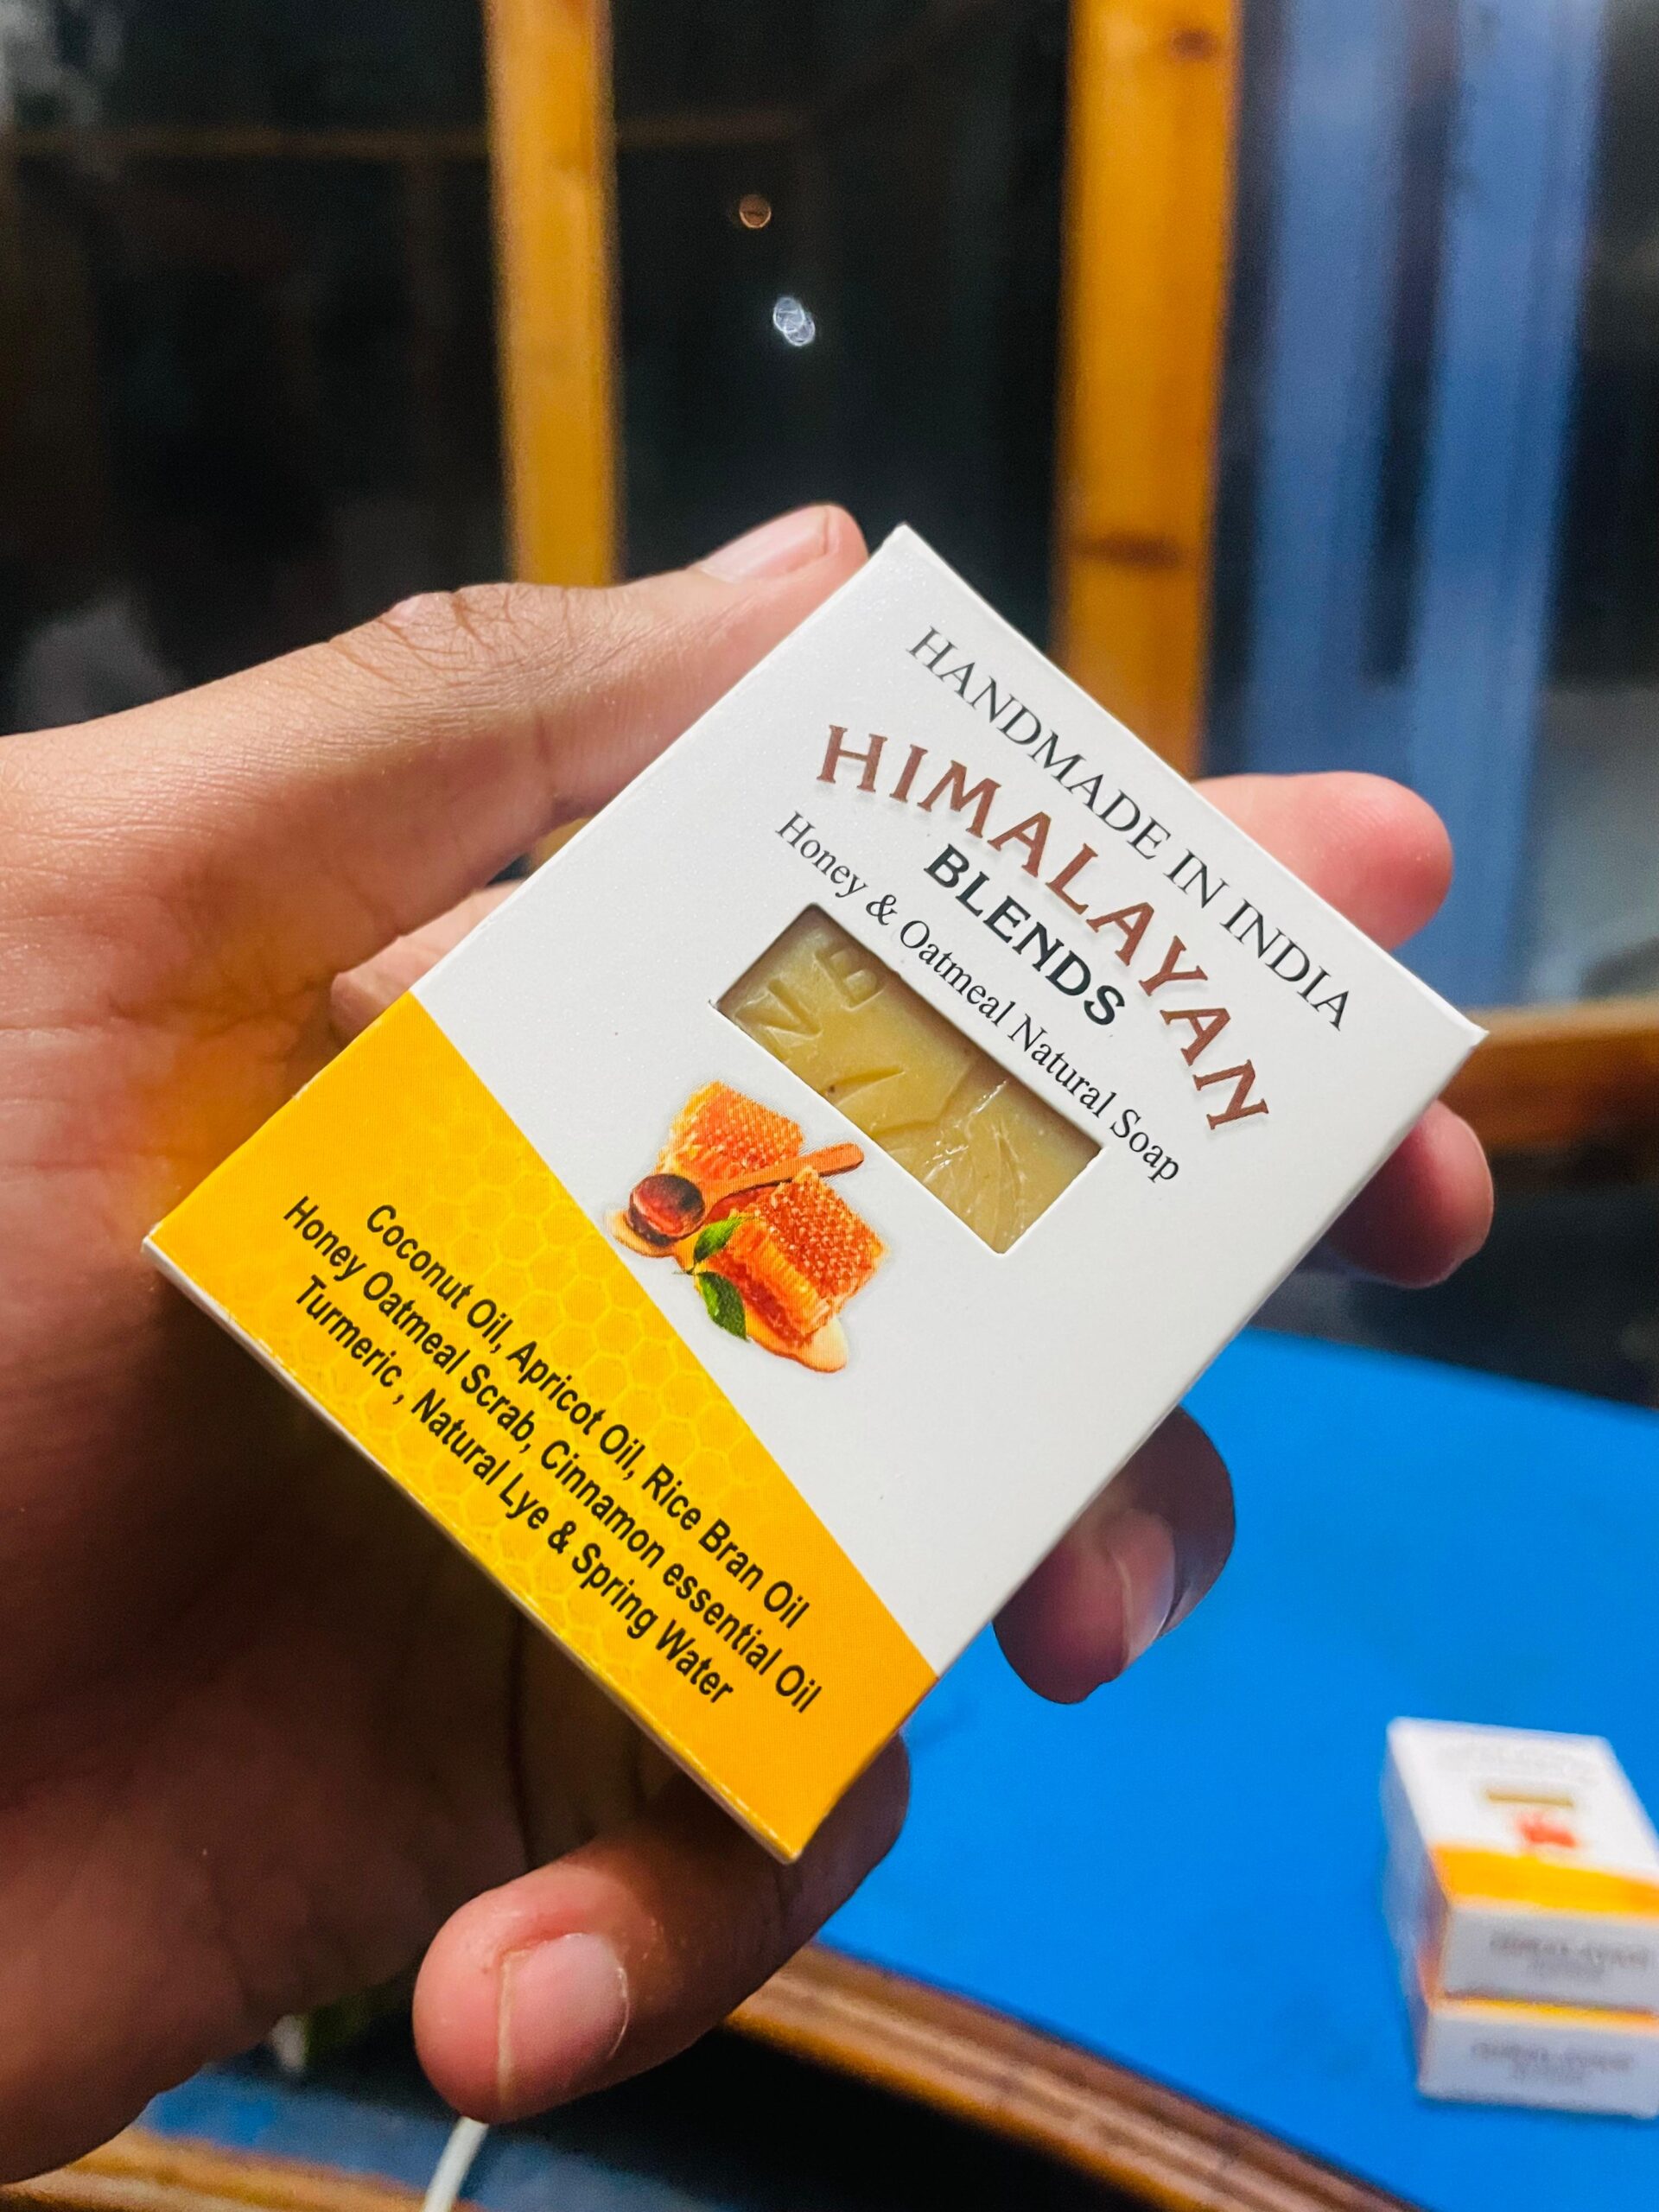 HANDMADE IN INDIA
HIMALAYAN
BLENDS
Honey & Oatmeal Natural Soap
Coconut Oil, Apricot Oil, Rice Bran Oil
Honey Oatmeal Scrab, Cinnamon essential Oil
Turmeric , Natural Lye & Spring Water